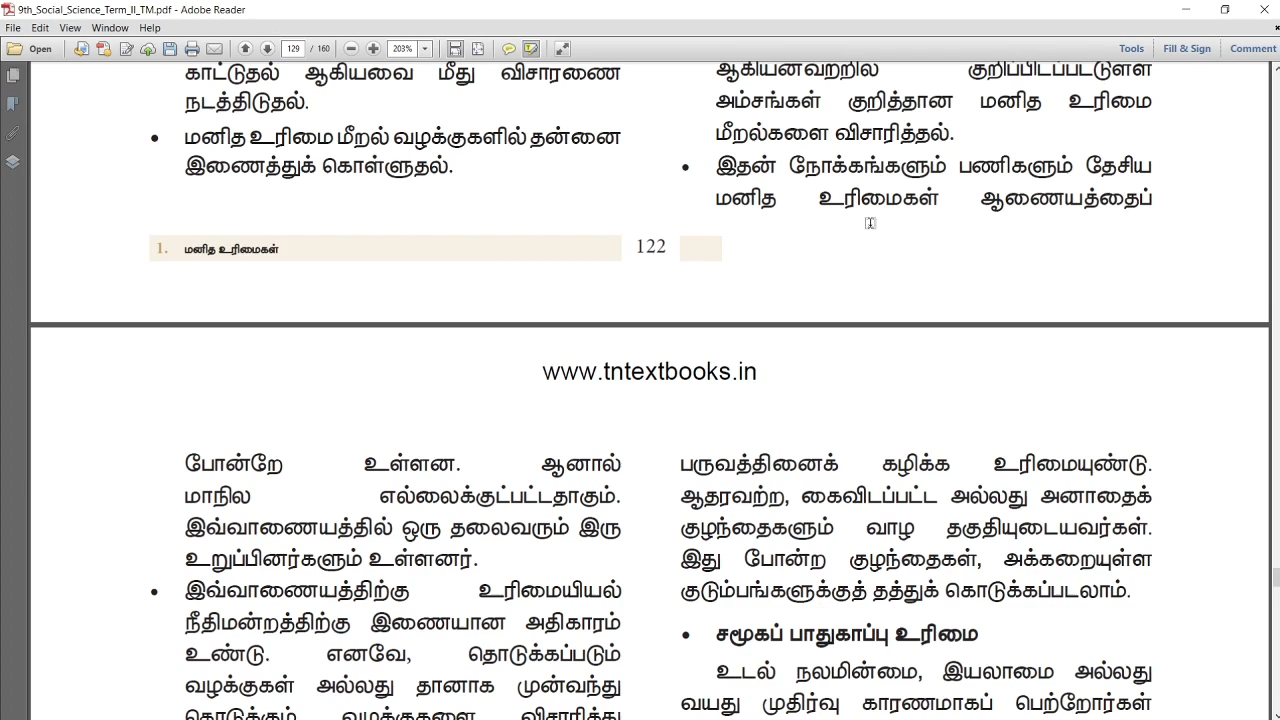 9th_Social_Science_Term_II_TM.pdf - Adobe Reader
File Edit View Window Help
Open 129 / 160 203% Tools Fill & Sign Comment
காட்டுதல் ஆகியவை மீது விசாரணை
நடத்திடுதல்.
• மனித உரிமை மீறல் வழக்குகளில் தன்னை
இணைத்துக் கொள்ளுதல்.
ஆகியனவற்றில் குறிப்பிடப்பட்டுள்ள
அம்சங்கள் குறித்தான மனித உரிமை
மீறல்களை விசாரித்தல்.
• இதன் நோக்கங்களும் பணிகளும் தேசிய
மனித உரிமைகள் ஆணையத்தைப்
1. மனித உரிமைகள் 122
www.tntextbooks.in
போன்றே உள்ளன. ஆனால்
மாநில எல்லைக்குட்பட்டதாகும்.
இவ்வாணையத்தில் ஒரு தலைவரும் இரு
உறுப்பினர்களும் உள்ளனர்.
• இவ்வாணையத்திற்கு உரிமையியல்
நீதிமன்றத்திற்கு இணையான அதிகாரம்
உண்டு. எனவே, தொடுக்கப்படும்
வழக்குகள் அல்லது தானாக முன்வந்து
கொடுக்கும் வழக்குகளை விசாரித்து
பருவத்தினைக் கழிக்க உரிமையுண்டு.
ஆதரவற்ற, கைவிடப்பட்ட அல்லது அனாதைக்
குழந்தைகளும் வாழ தகுதியுடையவர்கள்.
இது போன்ற குழந்தைகள், அக்கறையுள்ள
குடும்பங்களுக்குத் தத்துக் கொடுக்கப்படலாம்.
• சமூகப் பாதுகாப்பு உரிமை
உடல் நலமின்மை, இயலாமை அல்லது
வயது முதிர்வு காரணமாகப் பெற்றோர்கள்